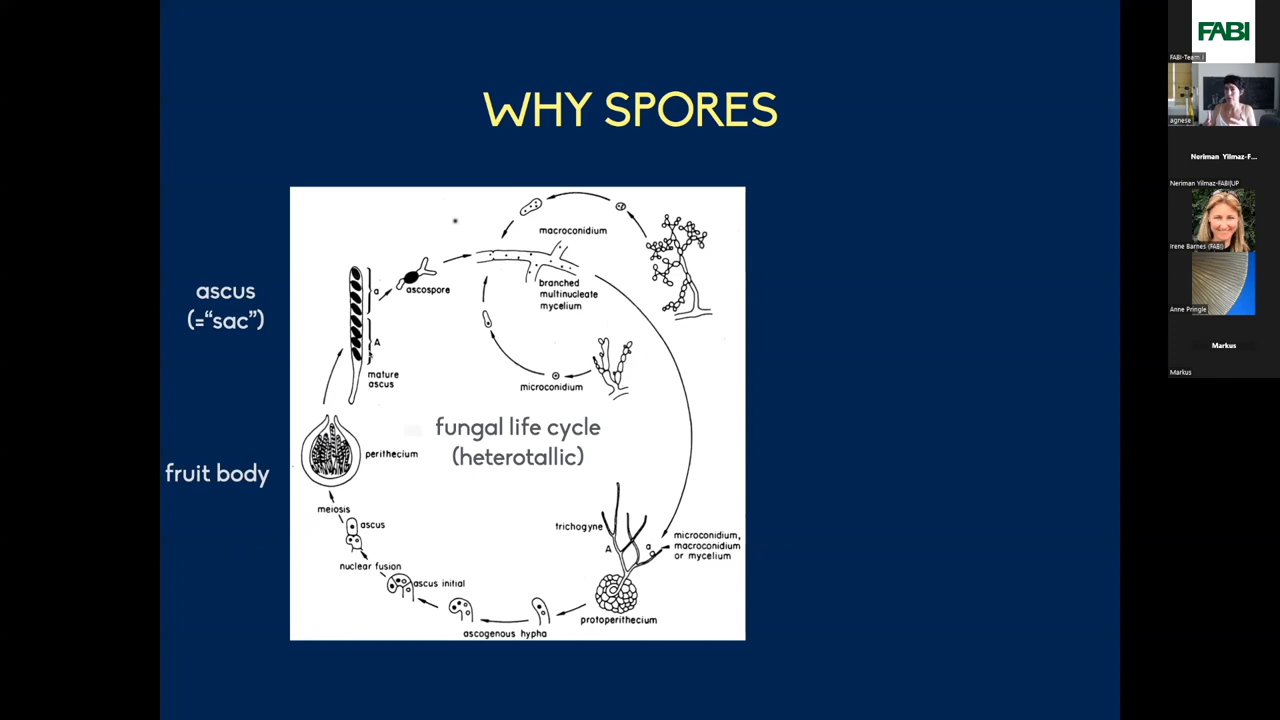 WHY SPORES
macroconidium
ascospore
branched
multinucleate
mycelium
a
A
mature
ascus
microconidium
ascus
(="sac")
fungal life cycle
(heterotallic)
perithecium
fruit body
meiosis
ascus
nuclear fusion
ascus initial
ascogenous hypha
trichogyne
A
a
microconidium,
macroconidium
or mycelium
protoperithecium
FABI
FABI-Team I
agnese
Neriman Yilmaz-F...
Neriman Yilmaz-FABI|UP
Irene Barnes (FABI)
Anne Pringle
Markus
Markus